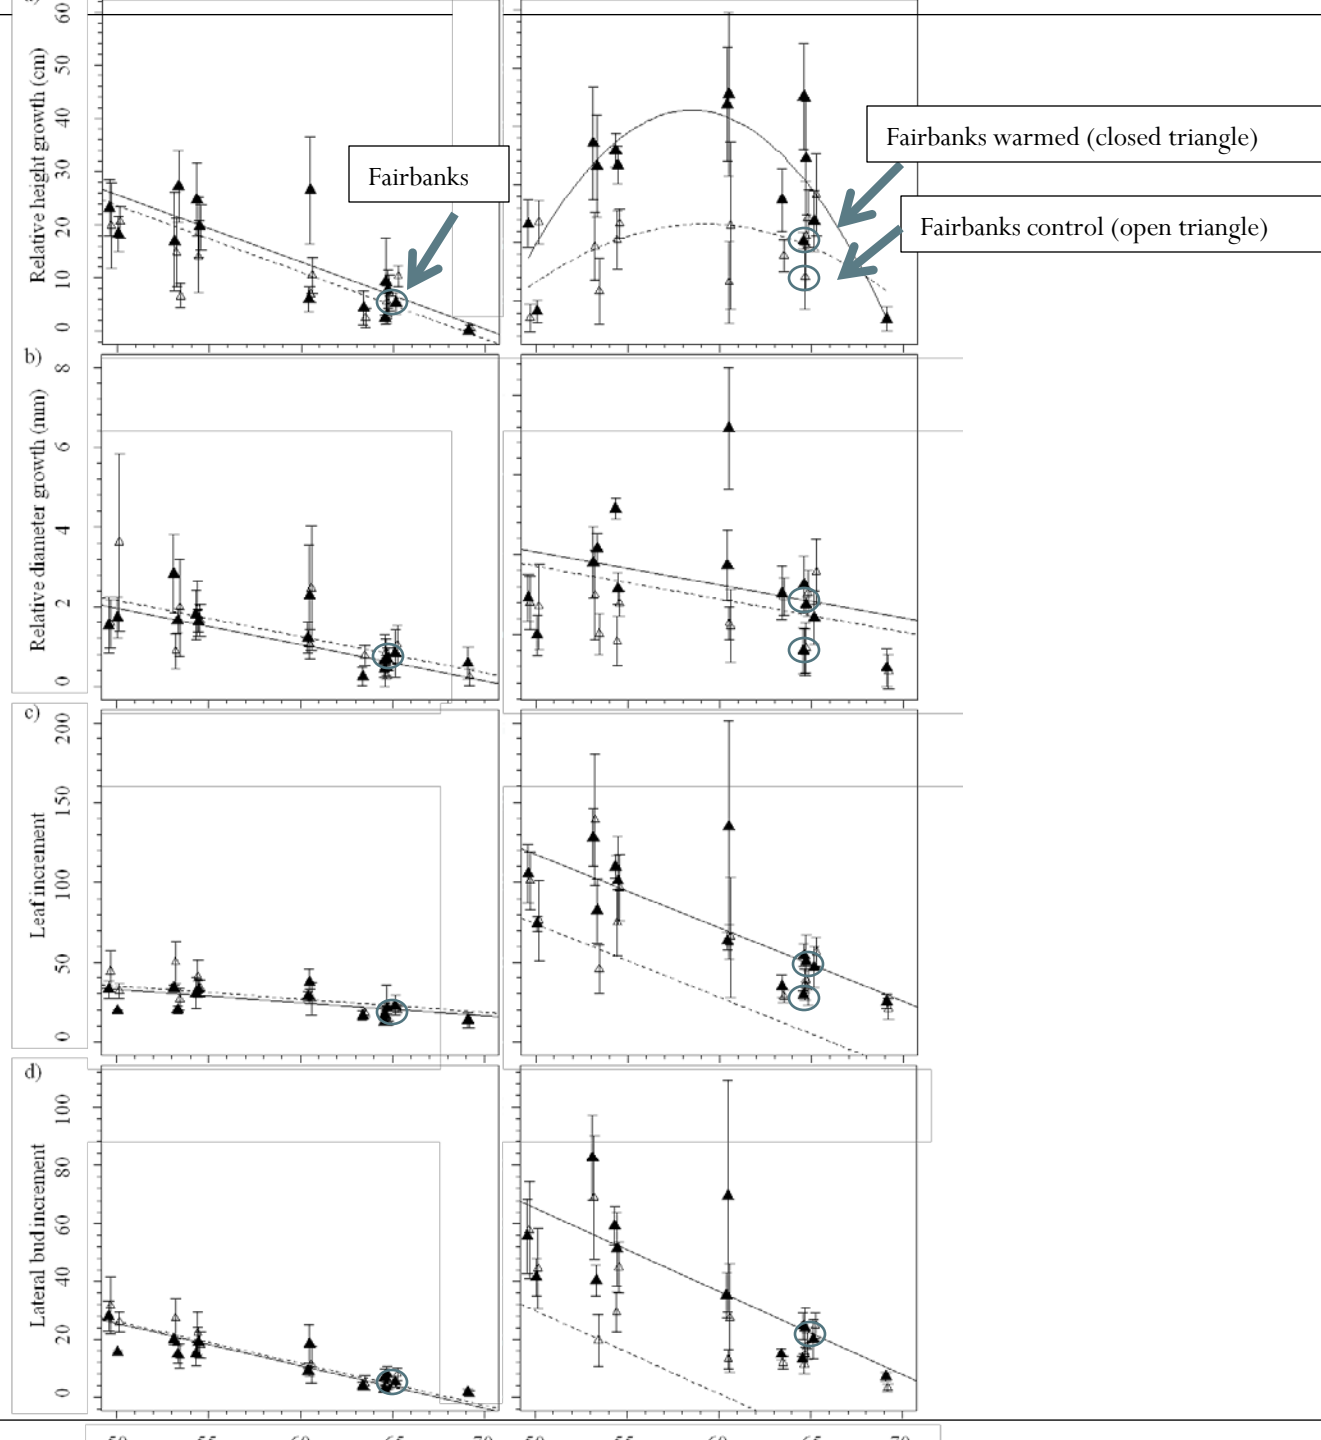 60
50
40
30
20
10
0
Relative height growth (cm)
Fairbanks
Fairbanks warmed (closed triangle)
Fairbanks control (open triangle)
b)
8
6
4
2
0
Relative diameter growth (mm)
c)
200
150
100
50
0
Leaf increment
d)
100
80
60
40
20
0
Lateral bud increment